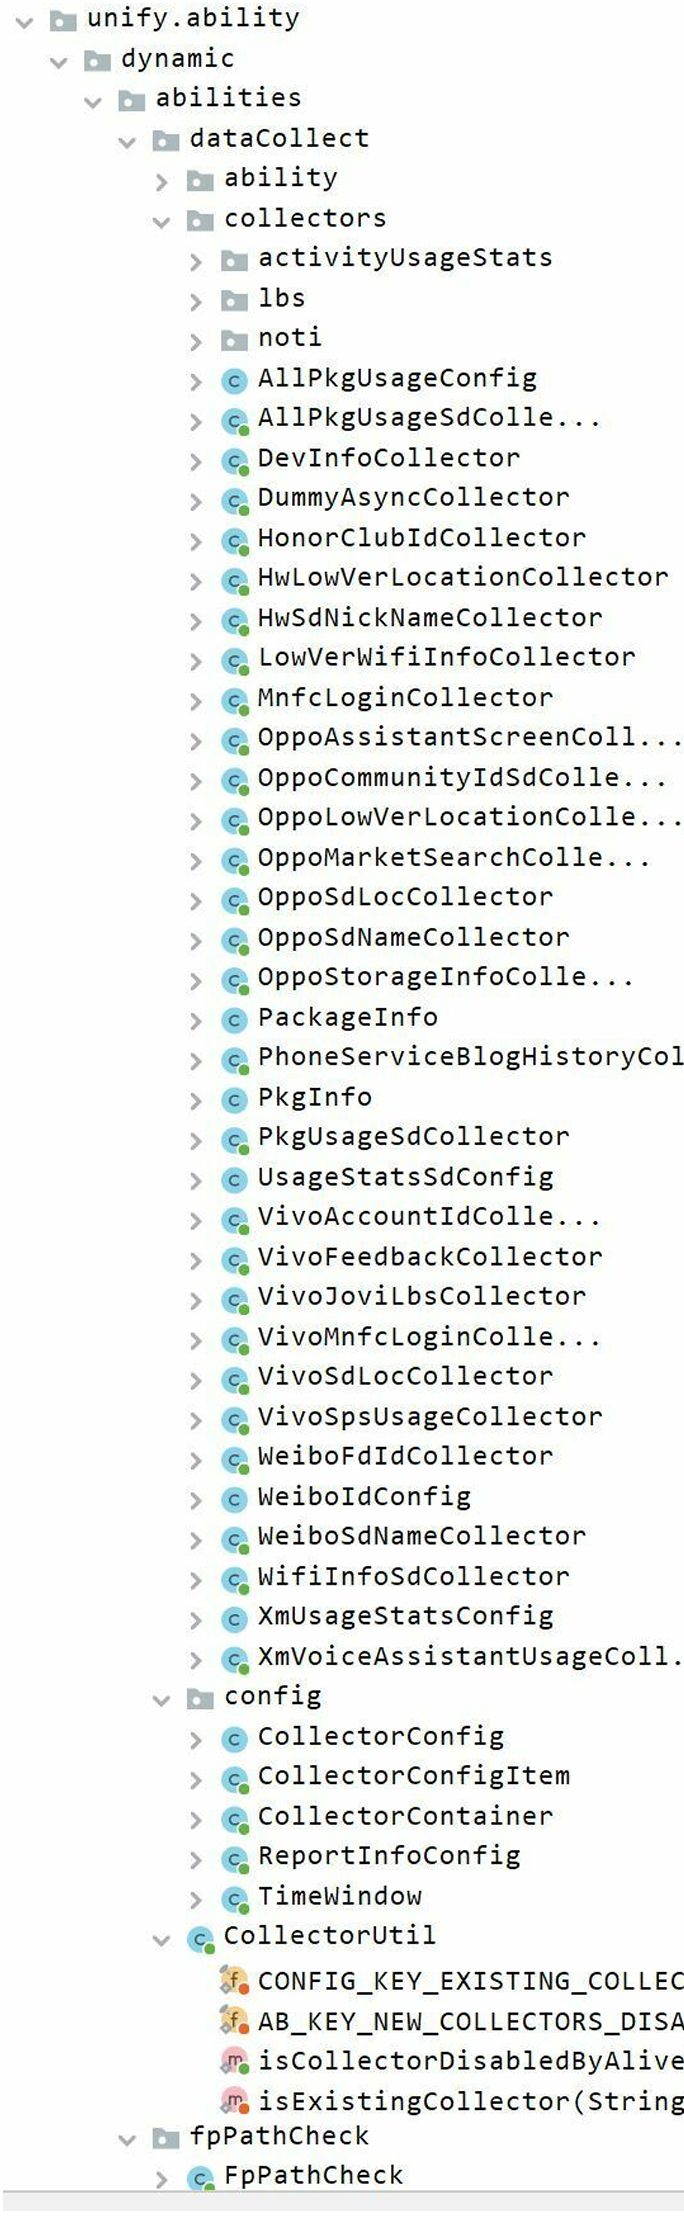 unify.ability
dynamic
abilities
dataCollect
ability
collectors
activityUsageStats
lbs
noti
AllPkgUsageConfig
AllPkgUsageSdColle...
DevInfoCollector
DummyAsyncCollector
HonorClubIdCollector
HwLowVerLocationCollector
HwSdNickNameCollector
LowVerWifiInfoCollector
MnfcLoginCollector
OppoAssistantScreenColl...
OppoCommunityIdSdColle...
OppoLowVerLocationColle...
OppoMarketSearchColle...
OppoSdLocCollector
OppoSdNameCollector
OppoStorageInfoColle...
PackageInfo
PhoneServiceBlogHistoryCol
PkgInfo
PkgUsageSdCollector
UsageStatsSdConfig
VivoAccountIdColle...
VivoFeedbackCollector
VivoJoviLbsCollector
VivoMnfcLoginColle...
VivoSdLocCollector
VivoSpsUsageCollector
WeiboFdIdCollector
WeiboIdConfig
WeiboSdNameCollector
WifiInfoSdCollector
XmUsageStatsConfig
XmVoiceAssistantUsageColl.
config
CollectorConfig
CollectorConfigItem
CollectorContainer
ReportInfoConfig
TimeWindow
CollectorUtil
CONFIG_KEY_EXISTING_COLLEC
AB_KEY_NEW_COLLECTORS_DISA
isCollectorDisabledByAlive
isExistingCollector(String
fpPathCheck
FpPathCheck